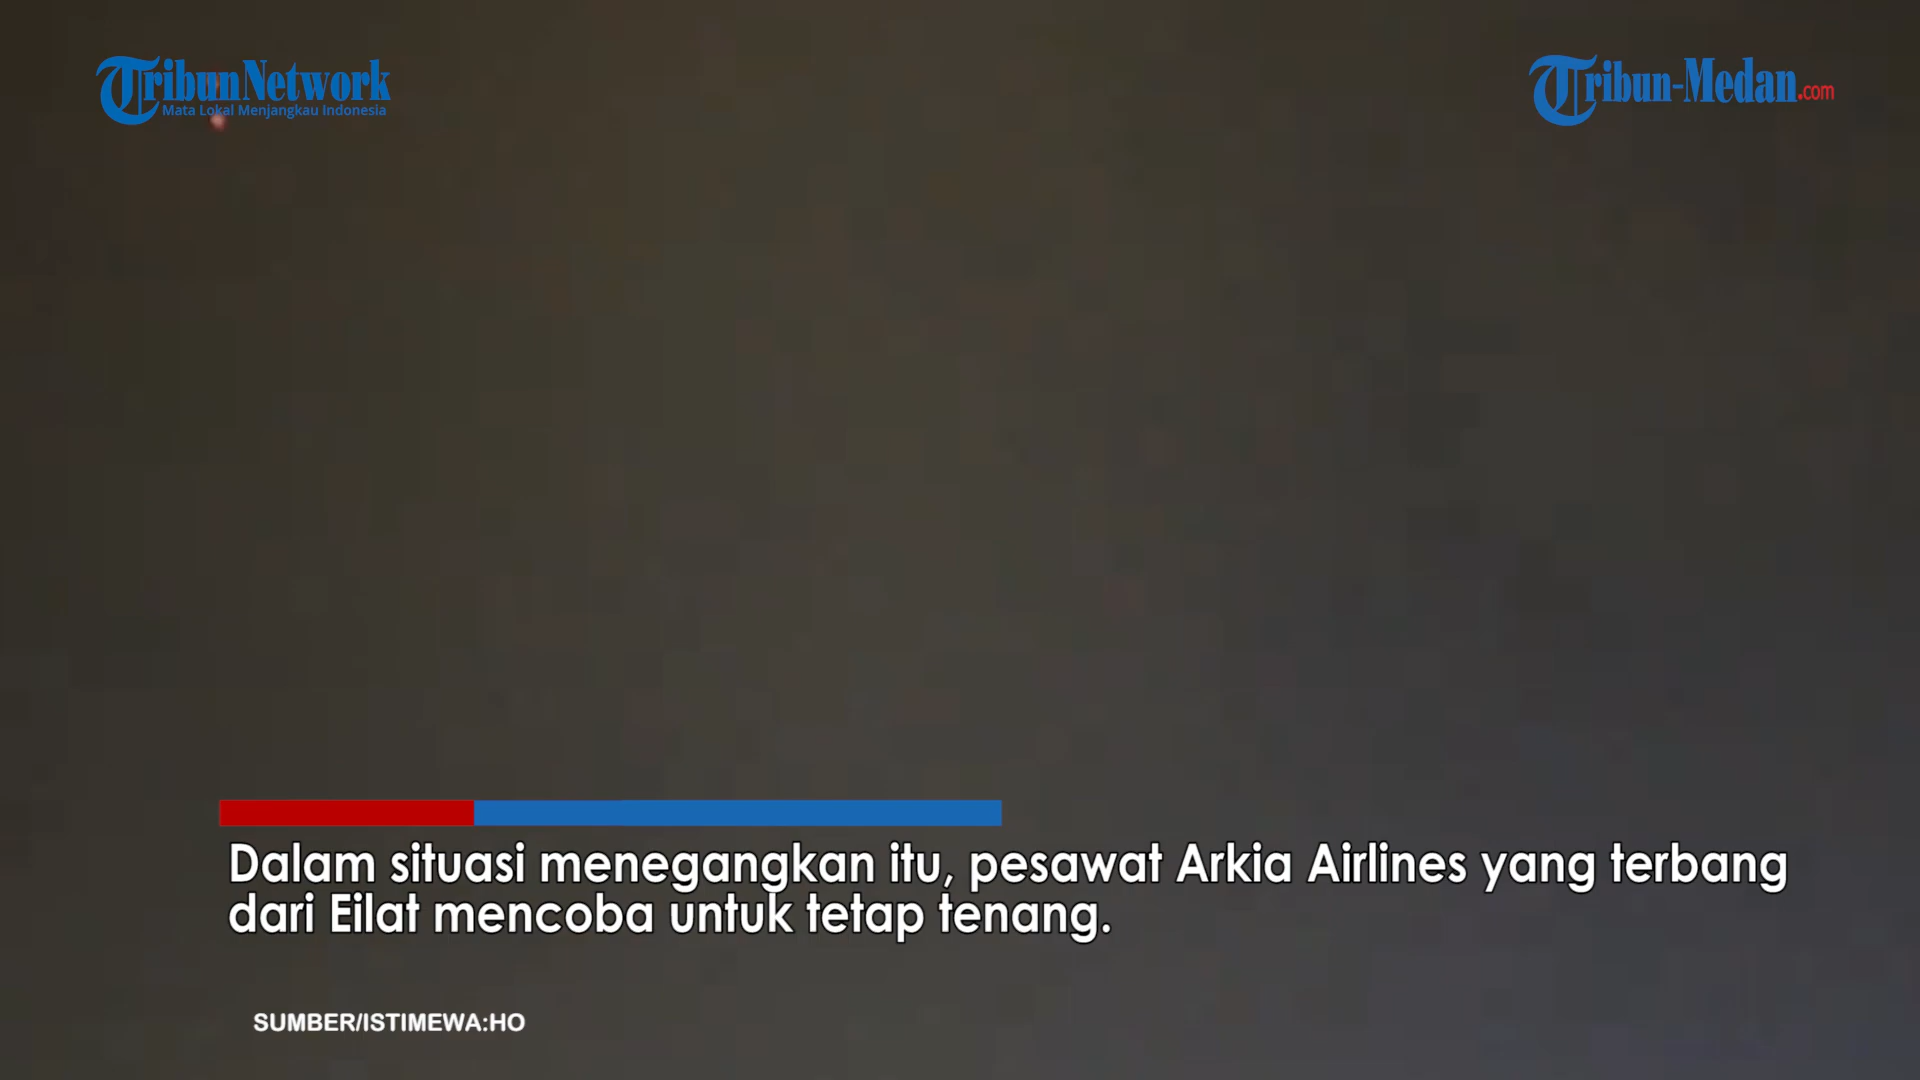 TribunNetwork
Mata Lokal Menjangkau Indonesia
Tribun-Medan.com
Dalam situasi menegangkan itu, pesawat Arkia Airlines yang terbang
dari Eilat mencoba untuk tetap tenang.
SUMBER/ISTIMEWA:HO